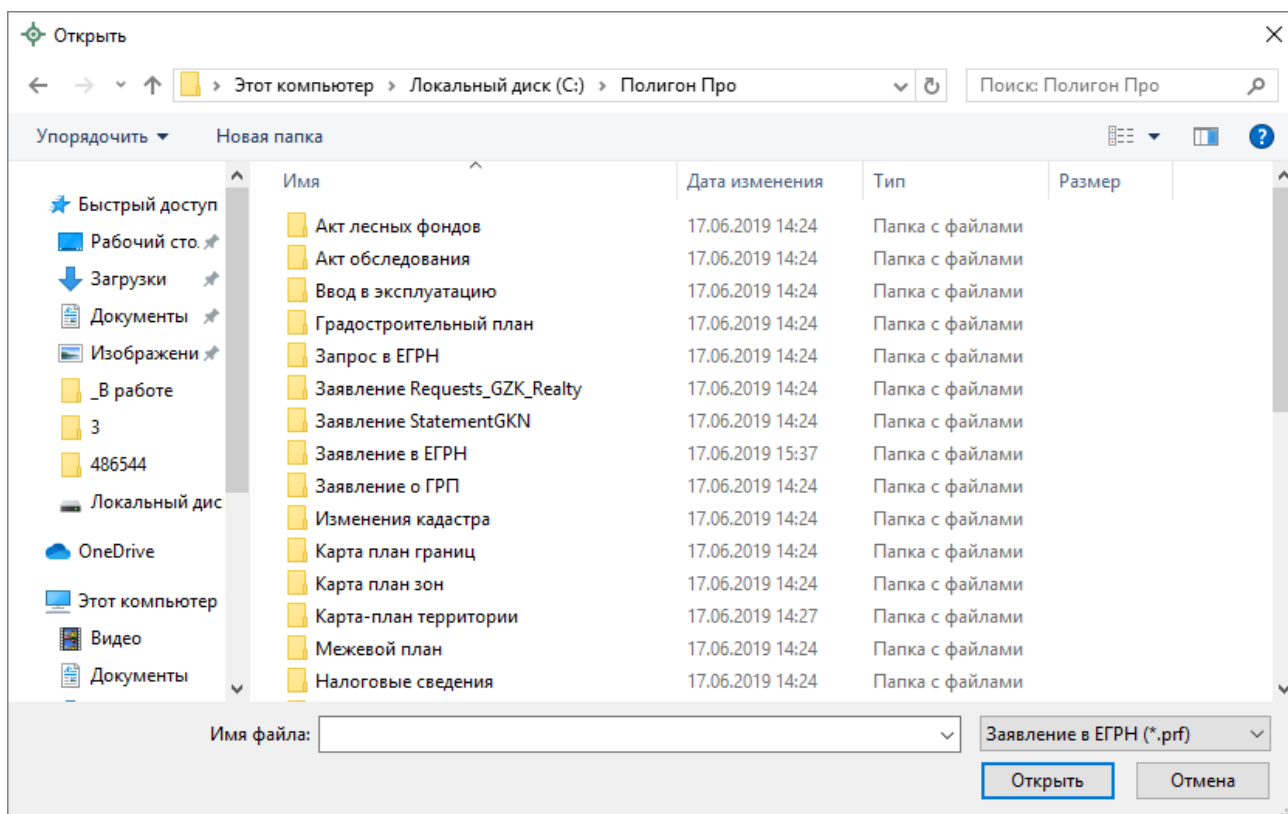 Открыть
Этот компьютер › Локальный диск (C:) › Полигон Про
Поиск: Полигон Про
Упорядочить Новая папка
Имя Дата изменения Тип Размер
Быстрый доступ
Рабочий сто.
Загрузки
Документы
Изображени
_В работе
3
486544
Локальный дис
OneDrive
Этот компьютер
Видео
Документы
Акт лесных фондов 17.06.2019 14:24 Папка с файлами
Акт обследования 17.06.2019 14:24 Папка с файлами
Ввод в эксплуатацию 17.06.2019 14:24 Папка с файлами
Градостроительный план 17.06.2019 14:24 Папка с файлами
Запрос в ЕГРН 17.06.2019 14:24 Папка с файлами
Заявление Requests_GZK_Realty 17.06.2019 14:24 Папка с файлами
Заявление StatementGKN 17.06.2019 14:24 Папка с файлами
Заявление в ЕГРН 17.06.2019 15:37 Папка с файлами
Заявление о ГРП 17.06.2019 14:24 Папка с файлами
Изменения кадастра 17.06.2019 14:24 Папка с файлами
Карта план границ 17.06.2019 14:24 Папка с файлами
Карта план зон 17.06.2019 14:24 Папка с файлами
Карта-план территории 17.06.2019 14:27 Папка с файлами
Межевой план 17.06.2019 14:24 Папка с файлами
Налоговые сведения 17.06.2019 14:24 Папка с файлами
Имя файла:
Заявление в ЕГРН (*.prf)
Открыть Отмена